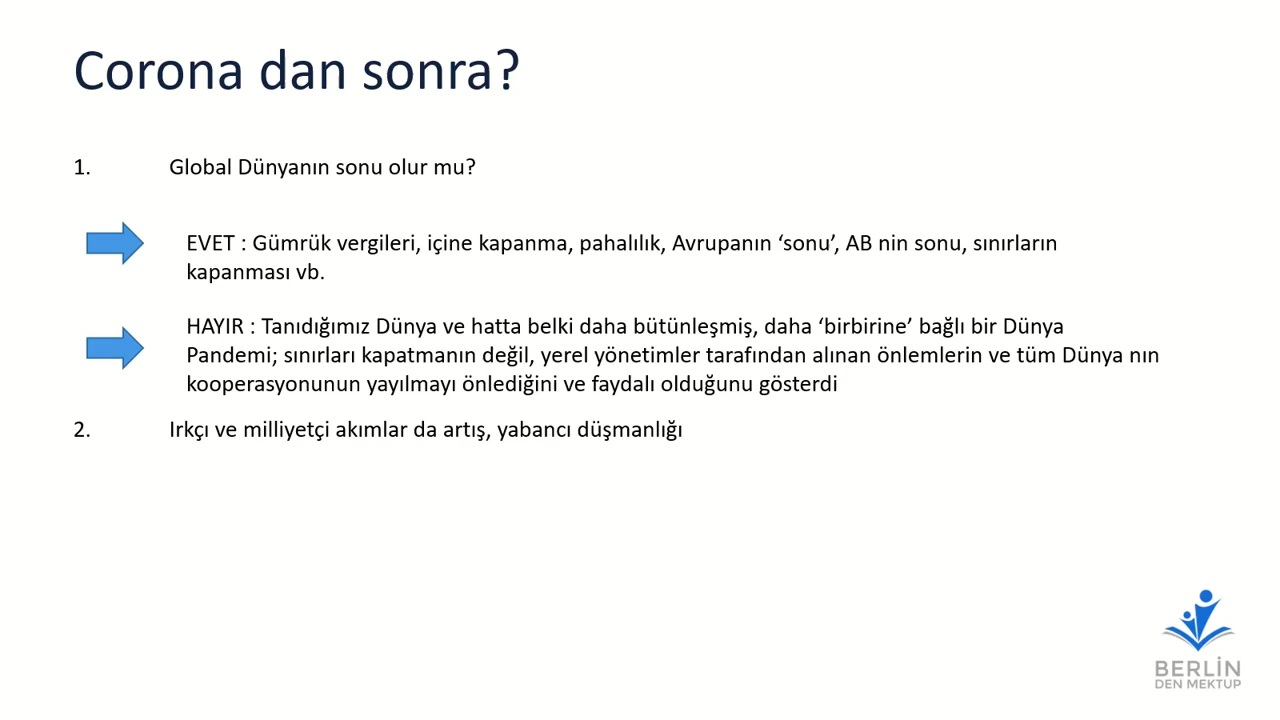 Corona dan sonra?
1. Global Dünyanın sonu olur mu?
EVET : Gümrük vergileri, içine kapanma, pahalılık, Avrupanın ‘sonu’, AB nin sonu, sınırların
kapanması vb.
HAYIR : Tanıdığımız Dünya ve hatta belki daha bütünleşmiş, daha ‘birbirine’ bağlı bir Dünya
Pandemi; sınırları kapatmanın değil, yerel yönetimler tarafından alınan önlemlerin ve tüm Dünya nın
kooperasyonunun yayılmayı önlediğini ve faydalı olduğunu gösterdi
2. Irkçı ve milliyetçi akımlar da artış, yabancı düşmanlığı
BERLİN
DEN MEKTUP